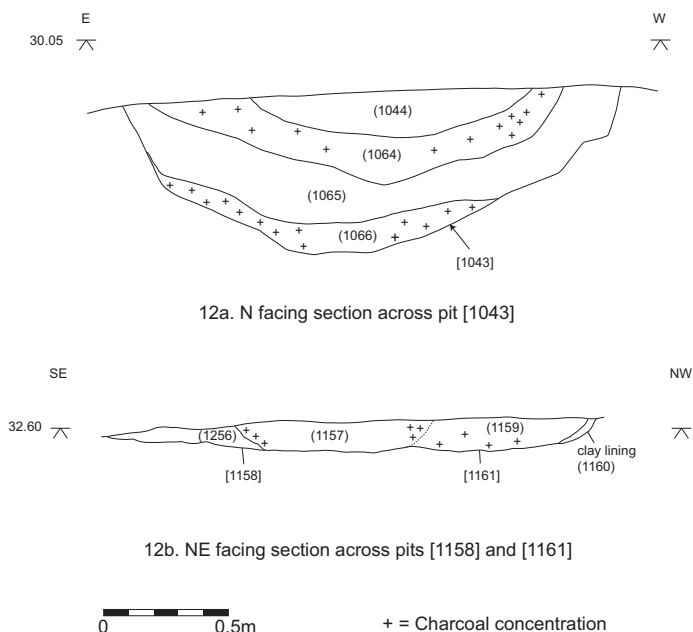 E
W
30.05
(1044)
(1064)
(1065)
(1066)
[1043]
12a. N facing section across pit [1043]
SE
NW
32.60
(1256)
(1157)
(1159)
clay lining
(1160)
[1158]
[1161]
12b. NE facing section across pits [1158] and [1161]
0
0.5m
+ = Charcoal concentration